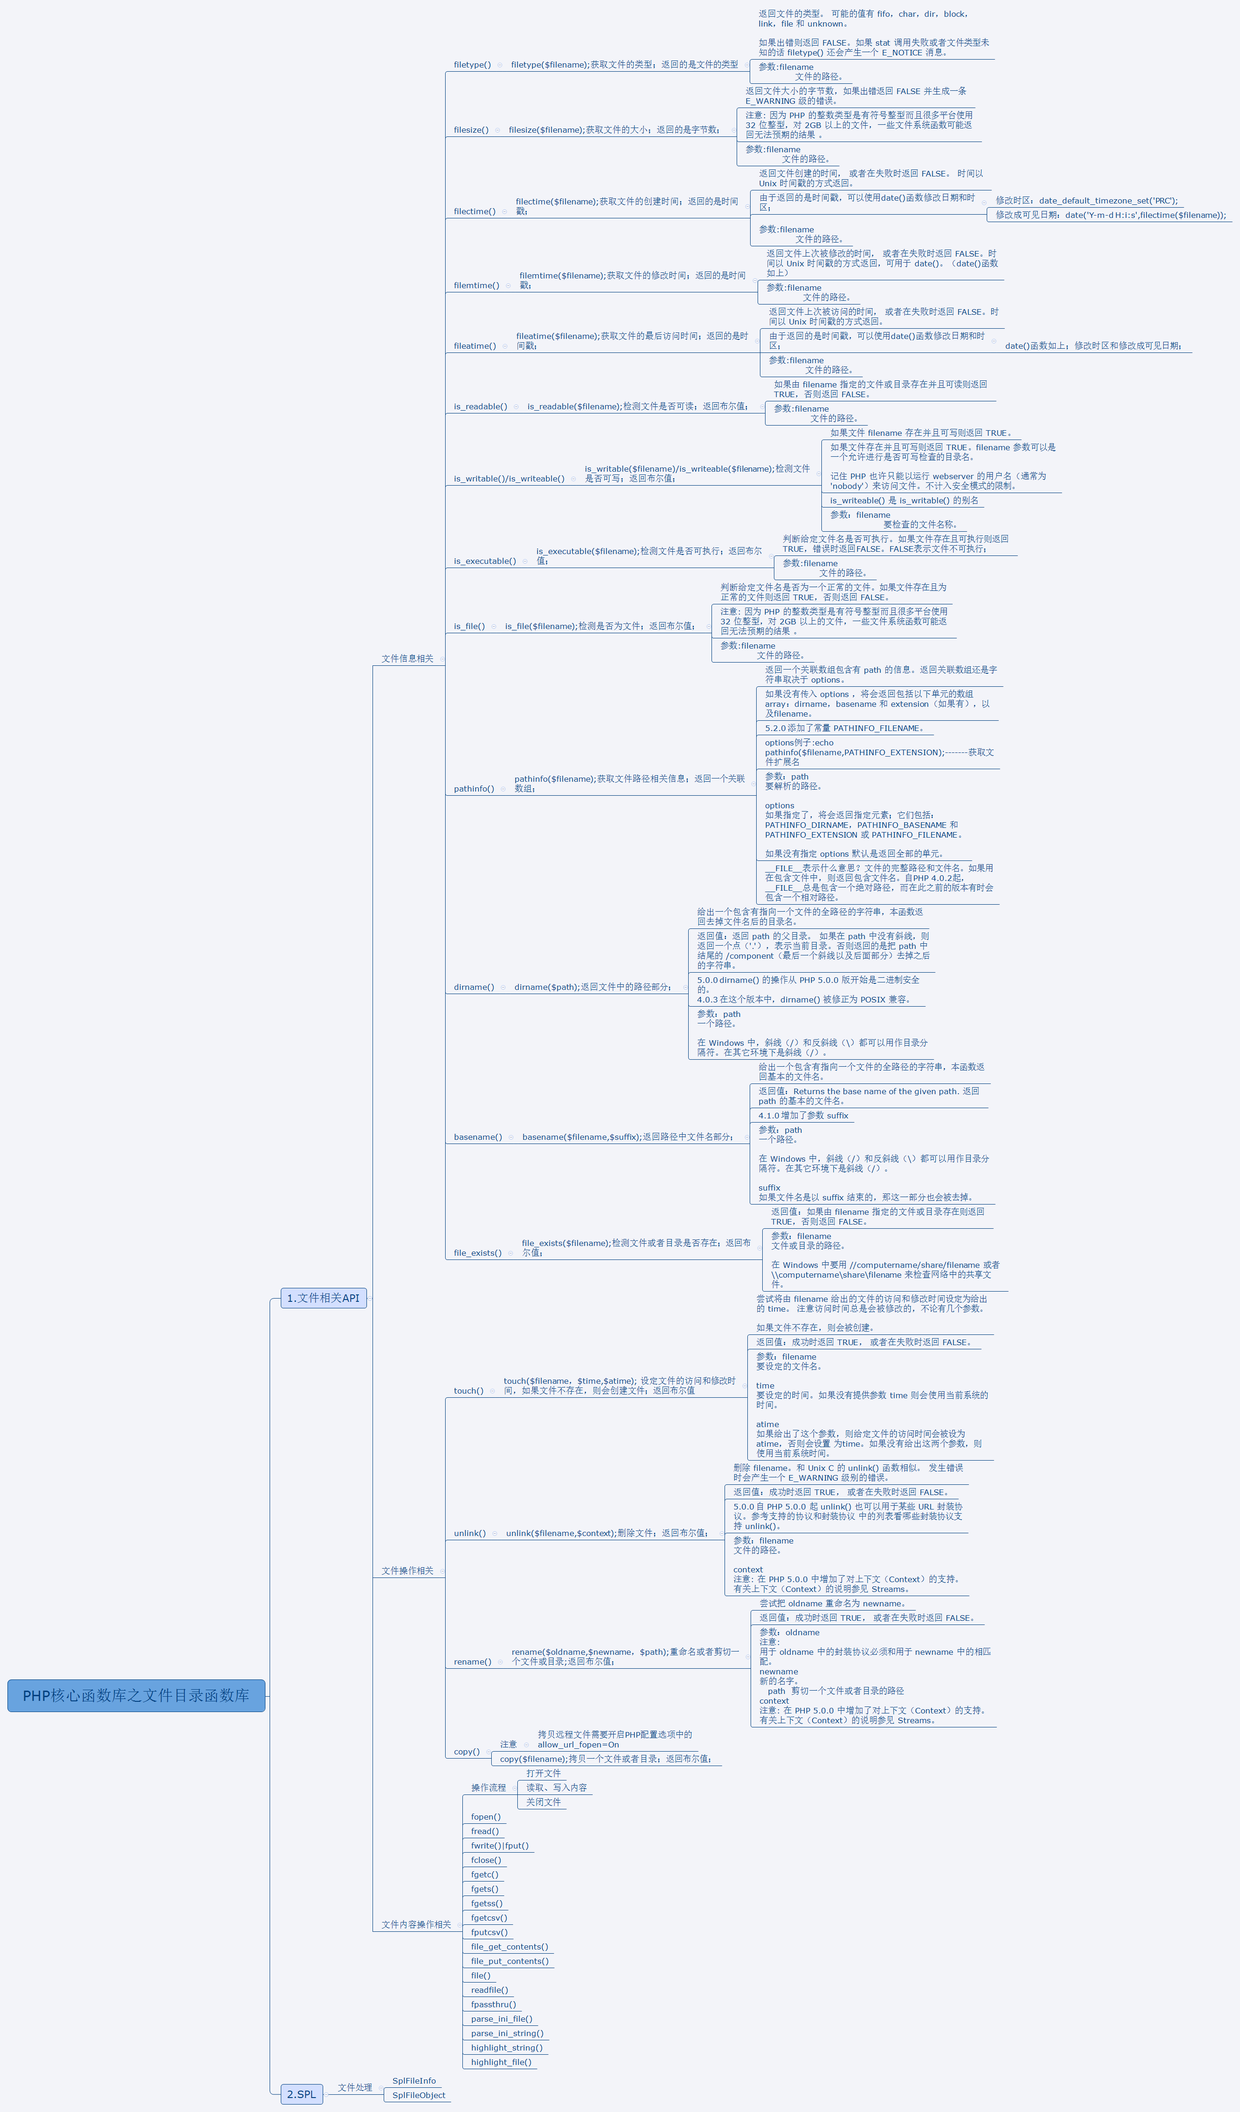 PHP核心函数库之文件目录函数库
1.文件相关API
文件信息相关
filetype()
filetype($filename);获取文件的类型；返回的是文件的类型
返回文件的类型。 可能的值有 fifo，char，dir，block，
link，file 和 unknown。
如果出错则返回 FALSE。如果 stat 调用失败或者文件类型未
知的话 filetype() 还会产生一个 E_NOTICE 消息。
参数:filename
文件的路径。
filesize()
filesize($filename);获取文件的大小；返回的是字节数；
返回文件大小的字节数，如果出错返回 FALSE 并生成一条
E_WARNING 级的错误。
注意: 因为 PHP 的整数类型是有符号整型而且很多平台使用
32 位整型，对 2GB 以上的文件，一些文件系统函数可能返
回无法预期的结果 。
参数:filename
文件的路径。
filectime()
filectime($filename);获取文件的创建时间；返回的是时间
戳；
返回文件创建的时间， 或者在失败时返回 FALSE。 时间以
Unix 时间戳的方式返回。
由于返回的是时间戳，可以使用date()函数修改日期和时
区；
修改时区：date_default_timezone_set('PRC');
修改成可见日期：date('Y-m-d H:i:s',filectime($filename));
参数:filename
文件的路径。
filemtime()
filemtime($filename);获取文件的修改时间；返回的是时间
戳；
返回文件上次被修改的时间， 或者在失败时返回 FALSE。时
间以 Unix 时间戳的方式返回，可用于 date()。（date()函数
如上）
参数:filename
文件的路径。
fileatime()
fileatime($filename);获取文件的最后访问时间；返回的是时
间戳；
返回文件上次被访问的时间， 或者在失败时返回 FALSE。时
间以 Unix 时间戳的方式返回。
由于返回的是时间戳，可以使用date()函数修改日期和时
区；
date()函数如上；修改时区和修改成可见日期；
参数:filename
文件的路径。
is_readable()
is_readable($filename);检测文件是否可读；返回布尔值；
如果由 filename 指定的文件或目录存在并且可读则返回
TRUE，否则返回 FALSE。
参数:filename
文件的路径。
is_writable()/is_writeable()
is_writable($filename)/is_writeable($filename);检测文件
是否可写；返回布尔值；
如果文件 filename 存在并且可写则返回 TRUE。
如果文件存在并且可写则返回 TRUE。filename 参数可以是
一个允许进行是否可写检查的目录名。
记住 PHP 也许只能以运行 webserver 的用户名（通常为
'nobody'）来访问文件。不计入安全模式的限制。
is_writeable() 是 is_writable() 的别名
参数：filename
要检查的文件名称。
is_executable()
is_executable($filename);检测文件是否可执行；返回布尔
值；
判断给定文件名是否可执行。如果文件存在且可执行则返回
TRUE，错误时返回FALSE。FALSE表示文件不可执行；
参数:filename
文件的路径。
is_file()
is_file($filename);检测是否为文件；返回布尔值；
判断给定文件名是否为一个正常的文件。如果文件存在且为
正常的文件则返回 TRUE，否则返回 FALSE。
注意: 因为 PHP 的整数类型是有符号整型而且很多平台使用
32 位整型，对 2GB 以上的文件，一些文件系统函数可能返
回无法预期的结果 。
参数:filename
文件的路径。
pathinfo()
pathinfo($filename);获取文件路径相关信息；返回一个关联
数组；
返回一个关联数组包含有 path 的信息。返回关联数组还是字
符串取决于 options。
如果没有传入 options ，将会返回包括以下单元的数组
array：dirname，basename 和 extension（如果有），以
及filename。
5.2.0 添加了常量 PATHINFO_FILENAME。
options例子:echo
pathinfo($filename,PATHINFO_EXTENSION);-------获取文
件扩展名
参数：path
要解析的路径。
options
如果指定了，将会返回指定元素；它们包括：
PATHINFO_DIRNAME，PATHINFO_BASENAME 和
PATHINFO_EXTENSION 或 PATHINFO_FILENAME。
如果没有指定 options 默认是返回全部的单元。
__FILE__表示什么意思？文件的完整路径和文件名。如果用
在包含文件中，则返回包含文件名。自PHP 4.0.2起，
__FILE__总是包含一个绝对路径，而在此之前的版本有时会
包含一个相对路径。
dirname()
dirname($path);返回文件中的路径部分；
给出一个包含有指向一个文件的全路径的字符串，本函数返
回去掉文件名后的目录名。
返回值：返回 path 的父目录。 如果在 path 中没有斜线，则
返回一个点（'.'），表示当前目录。否则返回的是把 path 中
结尾的 /component（最后一个斜线以及后面部分）去掉之后
的字符串。
5.0.0 dirname() 的操作从 PHP 5.0.0 版开始是二进制安全
的。
4.0.3 在这个版本中，dirname() 被修正为 POSIX 兼容。
参数：path
一个路径。
在 Windows 中，斜线（/）和反斜线（\）都可以用作目录分
隔符。在其它环境下是斜线（/）。
basename()
basename($filename,$suffix);返回路径中文件名部分；
给出一个包含有指向一个文件的全路径的字符串，本函数返
回基本的文件名。
返回值：Returns the base name of the given path. 返回
path 的基本的文件名。
4.1.0 增加了参数 suffix
参数：path
一个路径。
在 Windows 中，斜线（/）和反斜线（\）都可以用作目录分
隔符。在其它环境下是斜线（/）。
suffix
如果文件名是以 suffix 结束的，那这一部分也会被去掉。
file_exists()
file_exists($filename);检测文件或者目录是否存在；返回布
尔值；
返回值：如果由 filename 指定的文件或目录存在则返回
TRUE，否则返回 FALSE。
参数：filename
文件或目录的路径。
在 Windows 中要用 //computername/share/filename 或者
\\computername\share\filename 来检查网络中的共享文
件。
文件操作相关
touch()
touch($filename，$time,$atime); 设定文件的访问和修改时
间，如果文件不存在，则会创建文件；返回布尔值
尝试将由 filename 给出的文件的访问和修改时间设定为给出
的 time。 注意访问时间总是会被修改的，不论有几个参数。
如果文件不存在，则会被创建。
返回值：成功时返回 TRUE， 或者在失败时返回 FALSE。
参数：filename
要设定的文件名。
time
要设定的时间。如果没有提供参数 time 则会使用当前系统的
时间。
atime
如果给出了这个参数，则给定文件的访问时间会被设为
atime，否则会设置 为time。如果没有给出这两个参数，则
使用当前系统时间。
unlink()
unlink($filename,$context);删除文件；返回布尔值；
删除 filename。和 Unix C 的 unlink() 函数相似。 发生错误
时会产生一个 E_WARNING 级别的错误。
返回值：成功时返回 TRUE， 或者在失败时返回 FALSE。
5.0.0 自 PHP 5.0.0 起 unlink() 也可以用于某些 URL 封装协
议。参考支持的协议和封装协议 中的列表看哪些封装协议支
持 unlink()。
参数：filename
文件的路径。
context
注意: 在 PHP 5.0.0 中增加了对上下文（Context）的支持。
有关上下文（Context）的说明参见 Streams。
rename()
rename($oldname,$newname，$path);重命名或者剪切一
个文件或目录;返回布尔值；
尝试把 oldname 重命名为 newname。
返回值：成功时返回 TRUE， 或者在失败时返回 FALSE。
参数：oldname
注意:
用于 oldname 中的封装协议必须和用于 newname 中的相匹
配。
newname
新的名字。
path 剪切一个文件或者目录的路径
context
注意: 在 PHP 5.0.0 中增加了对上下文（Context）的支持。
有关上下文（Context）的说明参见 Streams。
copy()
注意
拷贝远程文件需要开启PHP配置选项中的
allow_url_fopen=On
copy($filename);拷贝一个文件或者目录；返回布尔值；
文件内容操作相关
操作流程
打开文件
读取、写入内容
关闭文件
fopen()
fread()
fwrite()|fput()
fclose()
fgetc()
fgets()
fgetss()
fgetcsv()
fputcsv()
file_get_contents()
file_put_contents()
file()
readfile()
fpassthru()
parse_ini_file()
parse_ini_string()
highlight_string()
highlight_file()
2.SPL
文件处理
SplFileInfo
SplFileObject